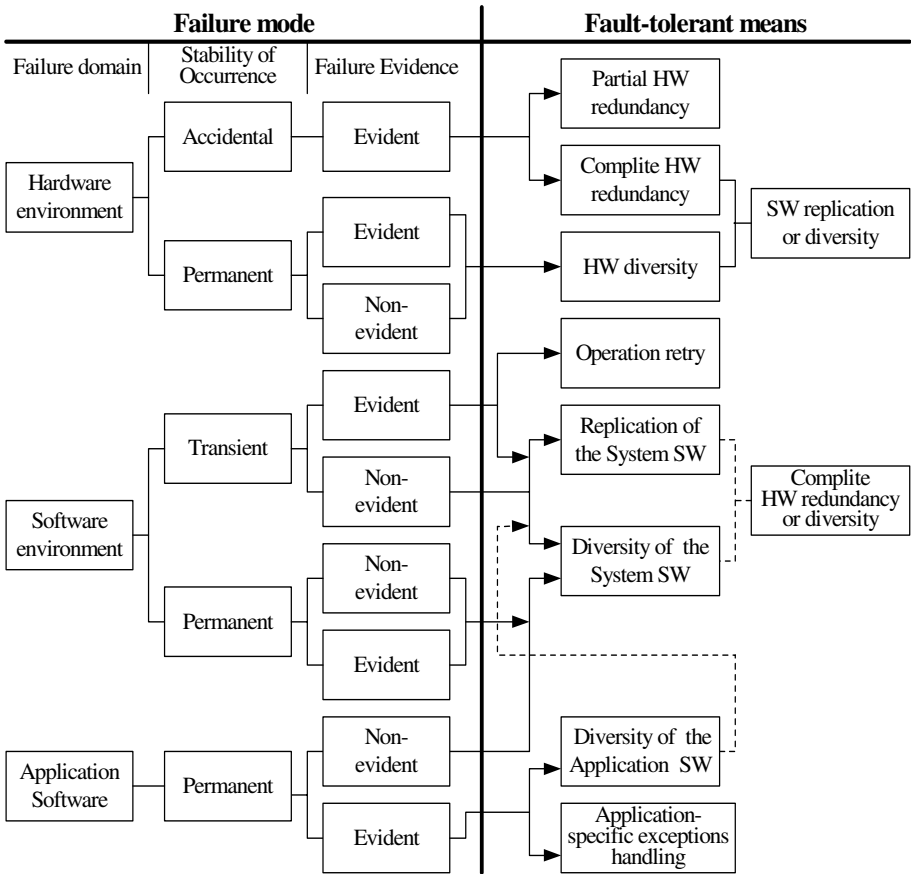 Failure mode
Fault-tolerant means
Failure domain
Stability of
Occurrence
Failure Evidence
Hardware
environment
Accidental
Evident
Permanent
Evident
Non-
evident
Partial HW
redundancy
Complite HW
redundancy
HW diversity
SW replication
or diversity
Software
environment
Transient
Evident
Non-
evident
Permanent
Non-
evident
Evident
Operation retry
Replication of
the System SW
Diversity of the
System SW
Complite
HW redundancy
or diversity
Application
Software
Permanent
Non-
evident
Evident
Diversity of the
Application SW
Application-
specific exceptions
handling